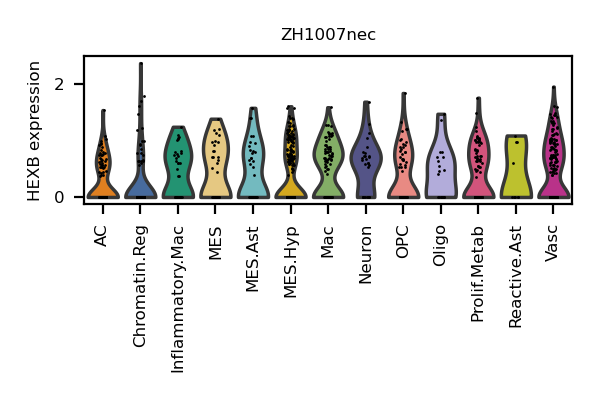 ZH1007nec
HEXB expression
2
0
AC
Chromatin.Reg
Inflammatory.Mac
MES
MES.Ast
MES.Hyp
Mac
Neuron
OPC
Oligo
Prolif.Metab
Reactive.Ast
Vasc